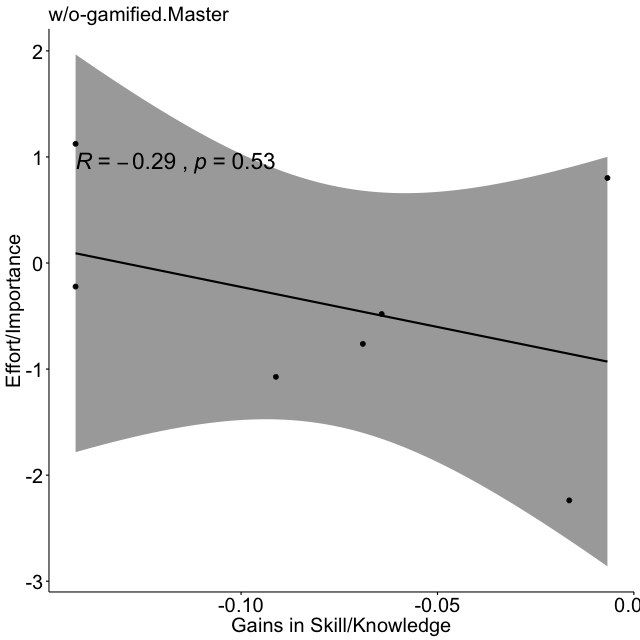 w/o-gamified.Master
2
1
0
-1
-2
-3
R = −0.29 , p = 0.53
Effort/Importance
-0.10
-0.05
0.0
Gains in Skill/Knowledge